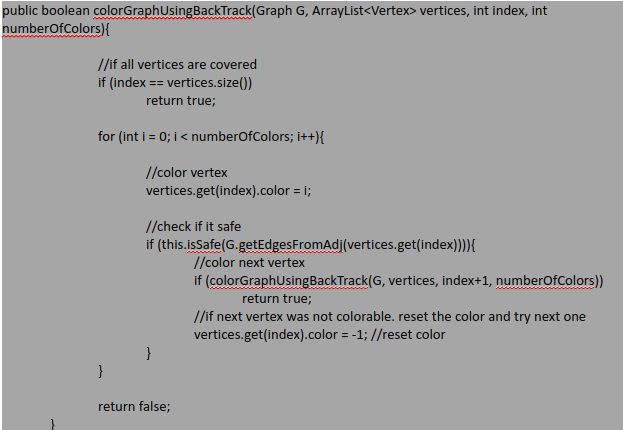 public boolean colorGraphUsingBackTrack(Graph G, ArrayList<Vertex> vertices, int index, int
numberOfColors){
//if all vertices are covered
if (index == vertices.size())
return true;
for (int i = 0; i < numberOfColors; i++){
//color vertex
vertices.get(index).color = i;
//check if it safe
if (this.isSafe(G.getEdgesFromAdj(vertices.get(index)))){
//color next vertex
if (colorGraphUsingBackTrack(G, vertices, index+1, numberOfColors))
return true;
//if next vertex was not colorable. reset the color and try next one
vertices.get(index).color = -1; //reset color
}
}
return false;
}